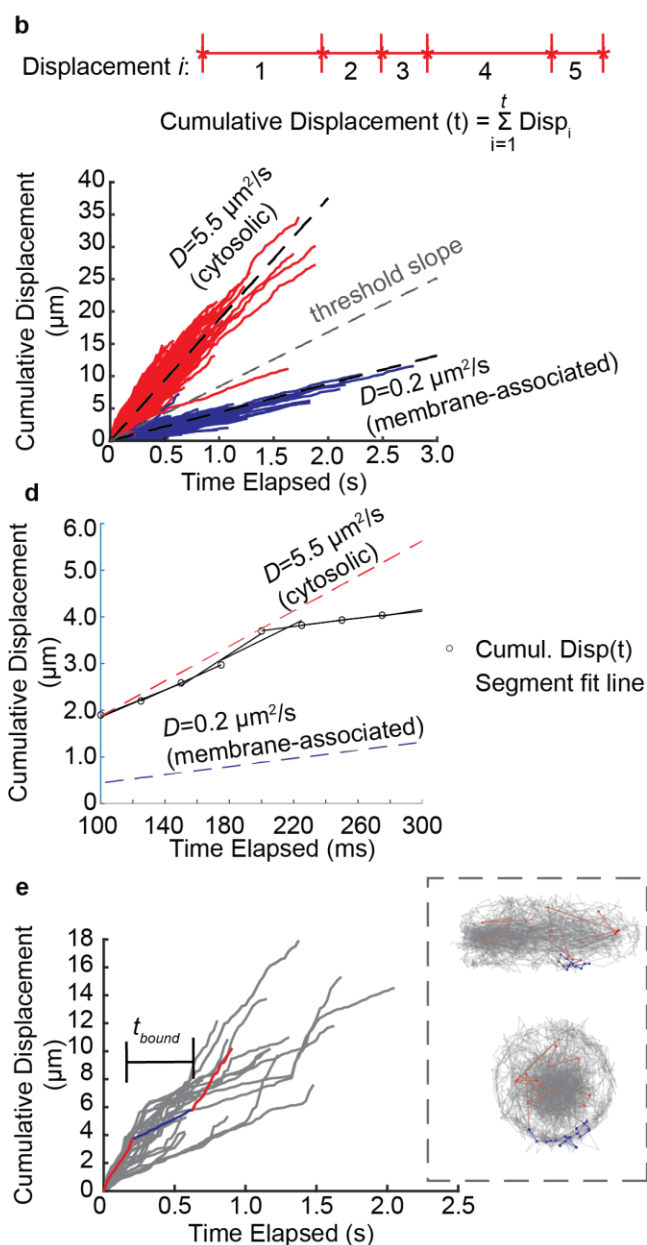 b
Displacement i:
1 2 3 4 5
Cumulative Displacement (t) = Σ Disp_i
t
i=1
Cumulative Displacement
(μm)
40
35
30
25
20
15
10
5
0
D=5.5 μm²/s
(cytosolic)
threshold slope
D=0.2 μm²/s
(membrane-associated)
0 0.5 1.0 1.5 2.0 2.5 3.0
Time Elapsed (s)
d
Cumulative Displacement
(μm)
6.0
5.0
4.0
3.0
2.0
1.0
0
D=5.5 μm²/s
(cytosolic)
D=0.2 μm²/s
(membrane-associated)
Cumul. Disp(t)
Segment fit line
100 140 180 220 260 300
Time Elapsed (ms)
e
Cumulative Displacement
(μm)
18
16
14
12
10
8
6
4
2
0
t_bound
0 0.5 1.0 1.5 2.0 2.5
Time Elapsed (s)